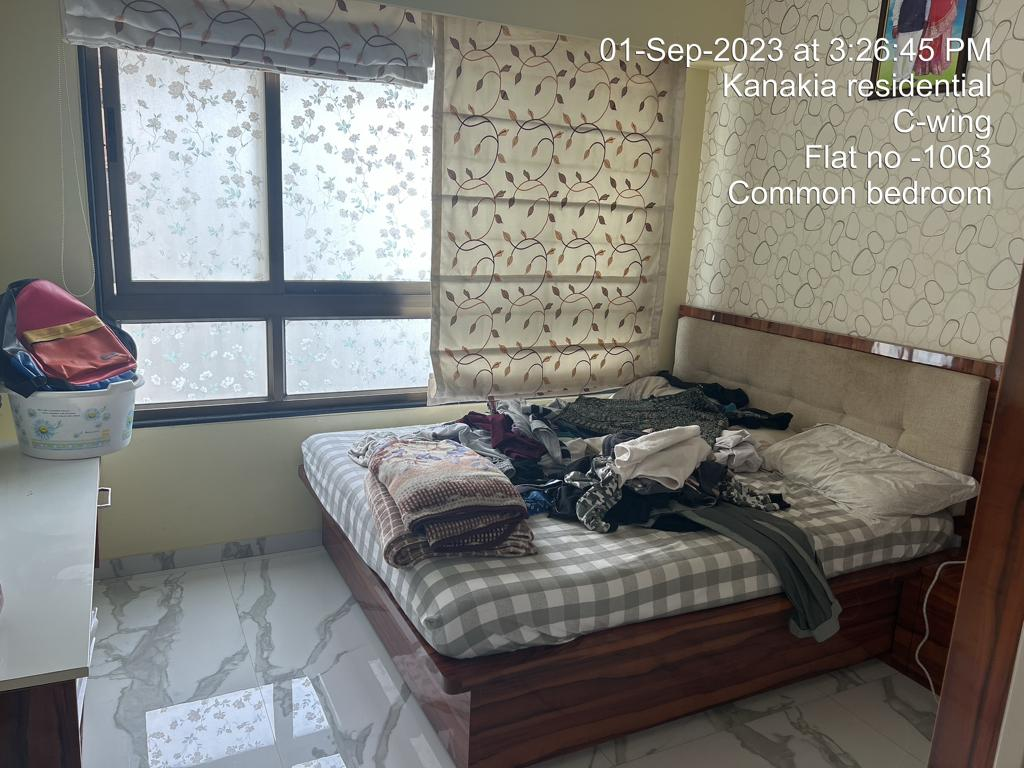 01-Sep-2023 at 3:26:45 PM
Kanakia residential
C-wing
Flat no -1003
Common bedroom